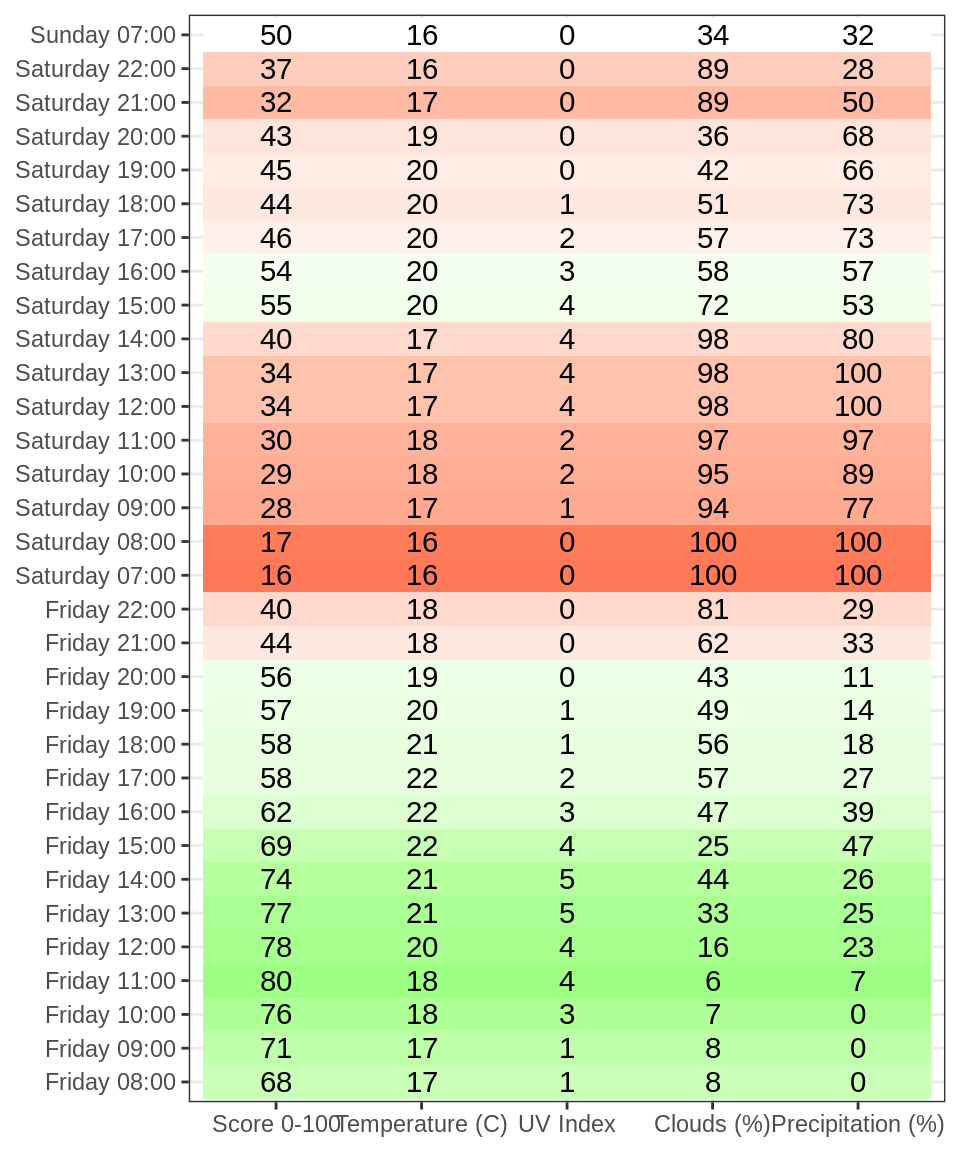 Sunday 07:00 50 16 0 34 32
Saturday 22:00 37 16 0 89 28
Saturday 21:00 32 17 0 89 50
Saturday 20:00 43 19 0 36 68
Saturday 19:00 45 20 0 42 66
Saturday 18:00 44 20 1 51 73
Saturday 17:00 46 20 2 57 73
Saturday 16:00 54 20 3 58 57
Saturday 15:00 55 20 4 72 53
Saturday 14:00 40 17 4 98 80
Saturday 13:00 34 17 4 98 100
Saturday 12:00 34 17 4 98 100
Saturday 11:00 30 18 2 97 97
Saturday 10:00 29 18 2 95 89
Saturday 09:00 28 17 1 94 77
Saturday 08:00 17 16 0 100 100
Saturday 07:00 16 16 0 100 100
Friday 22:00 40 18 0 81 29
Friday 21:00 44 18 0 62 33
Friday 20:00 56 19 0 43 11
Friday 19:00 57 20 1 49 14
Friday 18:00 58 21 1 56 18
Friday 17:00 58 22 2 57 27
Friday 16:00 62 22 3 47 39
Friday 15:00 69 22 4 25 47
Friday 14:00 74 21 5 44 26
Friday 13:00 77 21 5 33 25
Friday 12:00 78 20 4 16 23
Friday 11:00 80 18 4 6 7
Friday 10:00 76 18 3 7 0
Friday 09:00 71 17 1 8 0
Friday 08:00 68 17 1 8 0
Score 0-100 Temperature (C) UV Index Clouds (%) Precipitation (%)